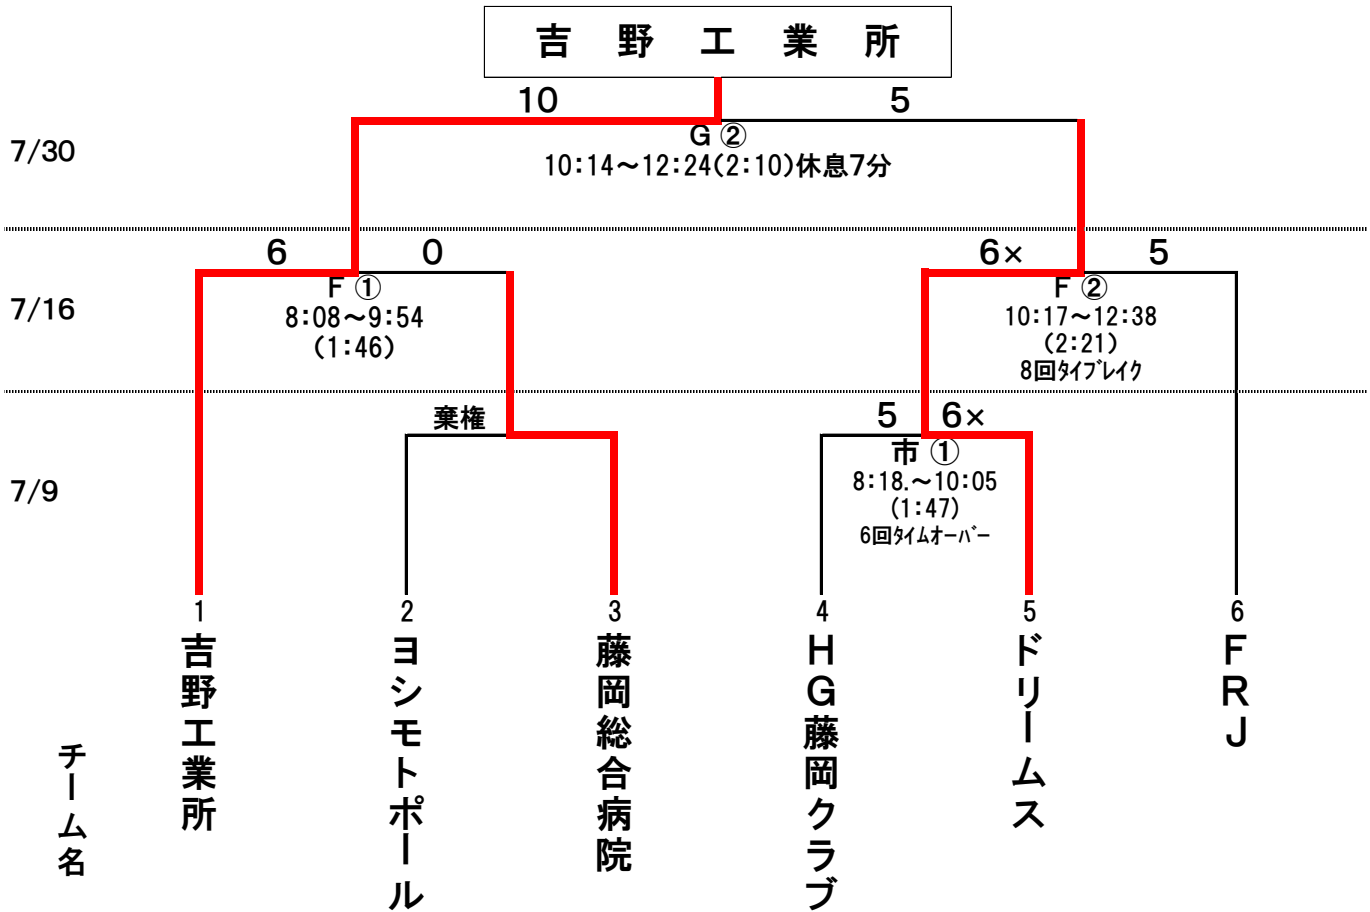 吉野工業所
10 5
7/30
G ②
10:14～12:24(2:10)休息7分
6 0 6× 5
7/16
F ①
8:08～9:54
(1:46)
F ②
10:17～12:38
(2:21)
8回ﾀｲﾌﾞﾚｲｸ
棄権 5 6×
7/9
市 ①
8:18.～10:05
(1:47)
6回ﾀｲﾑｵｰﾊﾞｰ
1 2 3 4 5 6
チーム名
吉野工業所
ヨシモトポール
藤岡総合病院
HG藤岡クラブ
ドリームス
FRJ